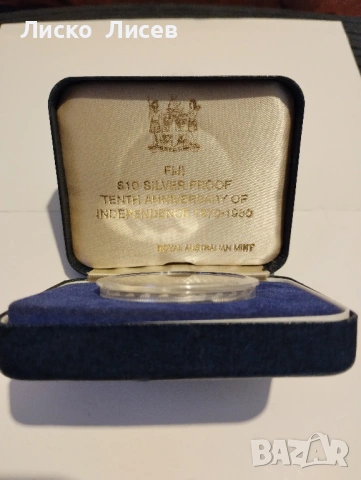 Лиско Лисев
FIJI
$10 SILVER PROOF
TENTH ANNIVERSARY OF
INDEPENDENCE 1970-1980
ROYAL AUSTRALIAN MINT
BAZAR